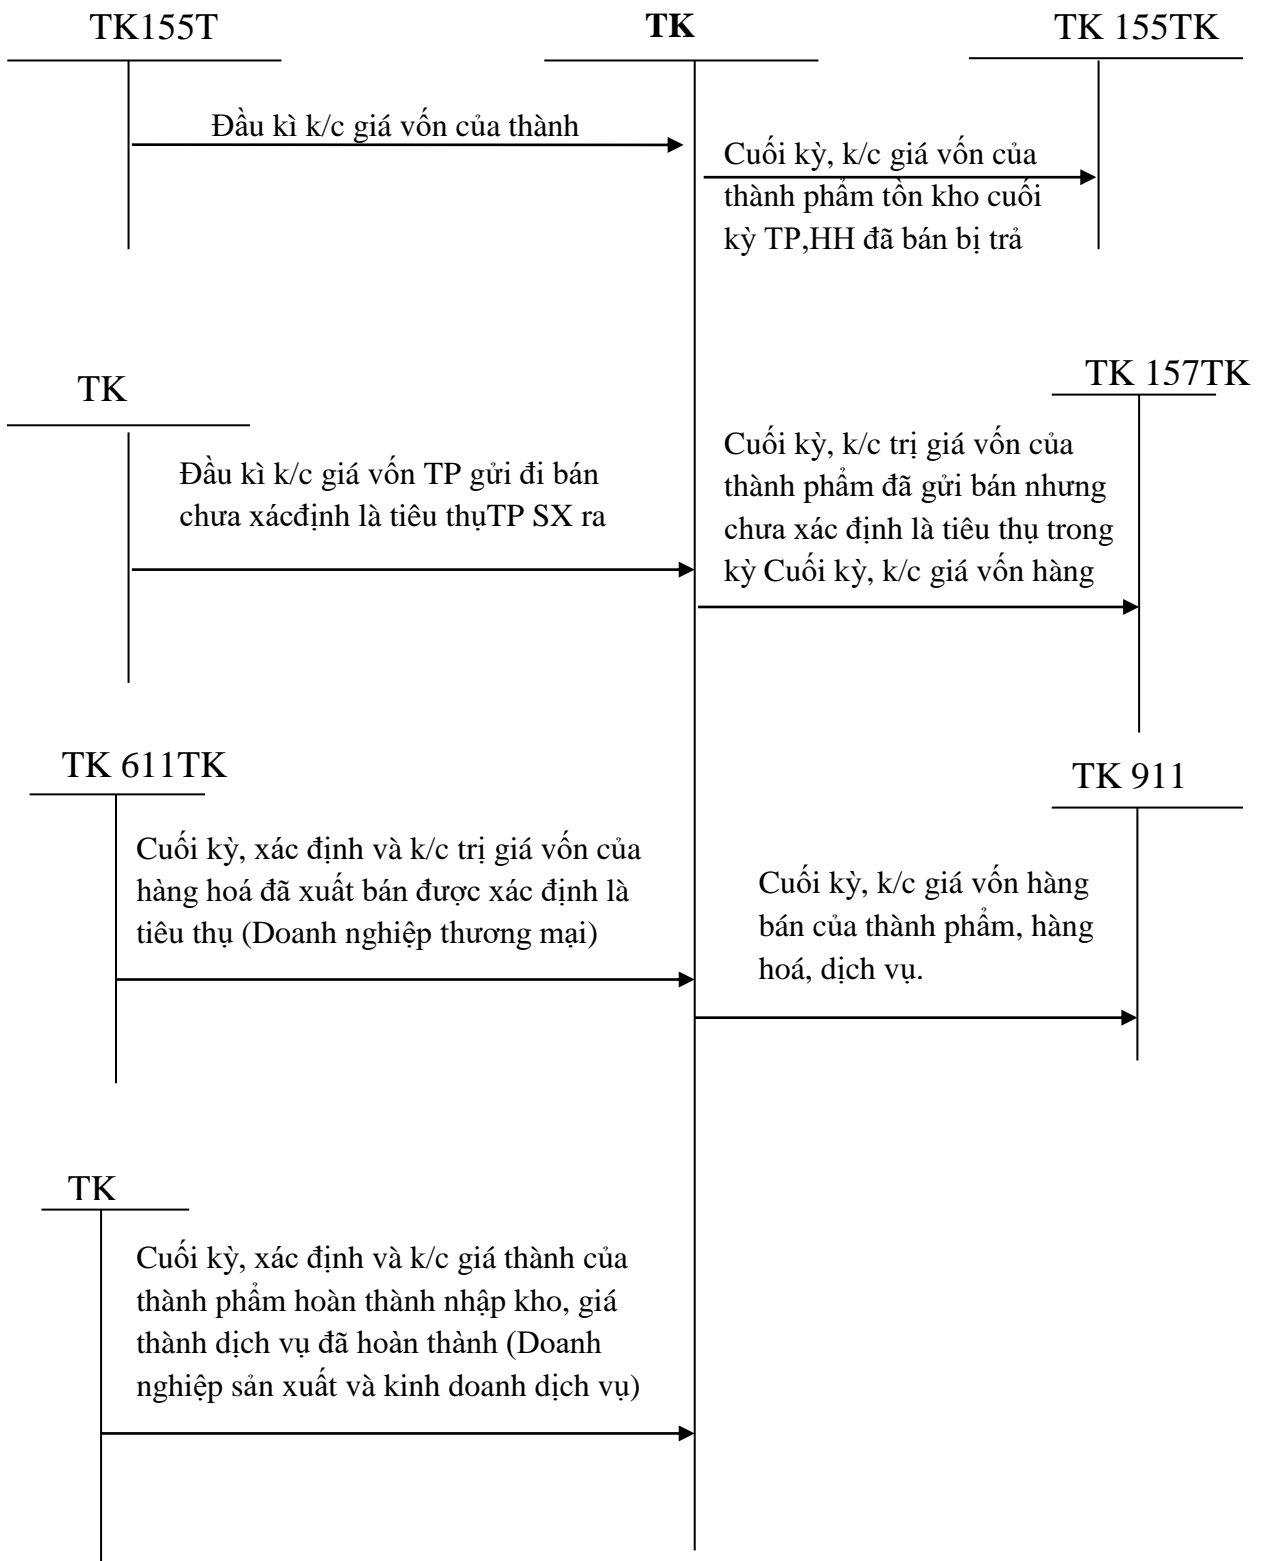 TK155T
TK
TK 155TK
Đầu kì k/c giá vốn của thành
Cuối kỳ, k/c giá vốn của
thành phẩm tồn kho cuối
kỳ TP,HH đã bán bị trả
TK
TK 157TK
Đầu kì k/c giá vốn TP gửi đi bán
chưa xácđịnh là tiêu thụTP SX ra
Cuối kỳ, k/c trị giá vốn của
thành phẩm đã gửi bán nhưng
chưa xác định là tiêu thụ trong
kỳ Cuối kỳ, k/c giá vốn hàng
TK 611TK
TK 911
Cuối kỳ, xác định và k/c trị giá vốn của
hàng hoá đã xuất bán được xác định là
tiêu thụ (Doanh nghiệp thương mại)
Cuối kỳ, k/c giá vốn hàng
bán của thành phẩm, hàng
hoá, dịch vụ.
TK
Cuối kỳ, xác định và k/c giá thành của
thành phẩm hoàn thành nhập kho, giá
thành dịch vụ đã hoàn thành (Doanh
nghiệp sản xuất và kinh doanh dịch vụ)